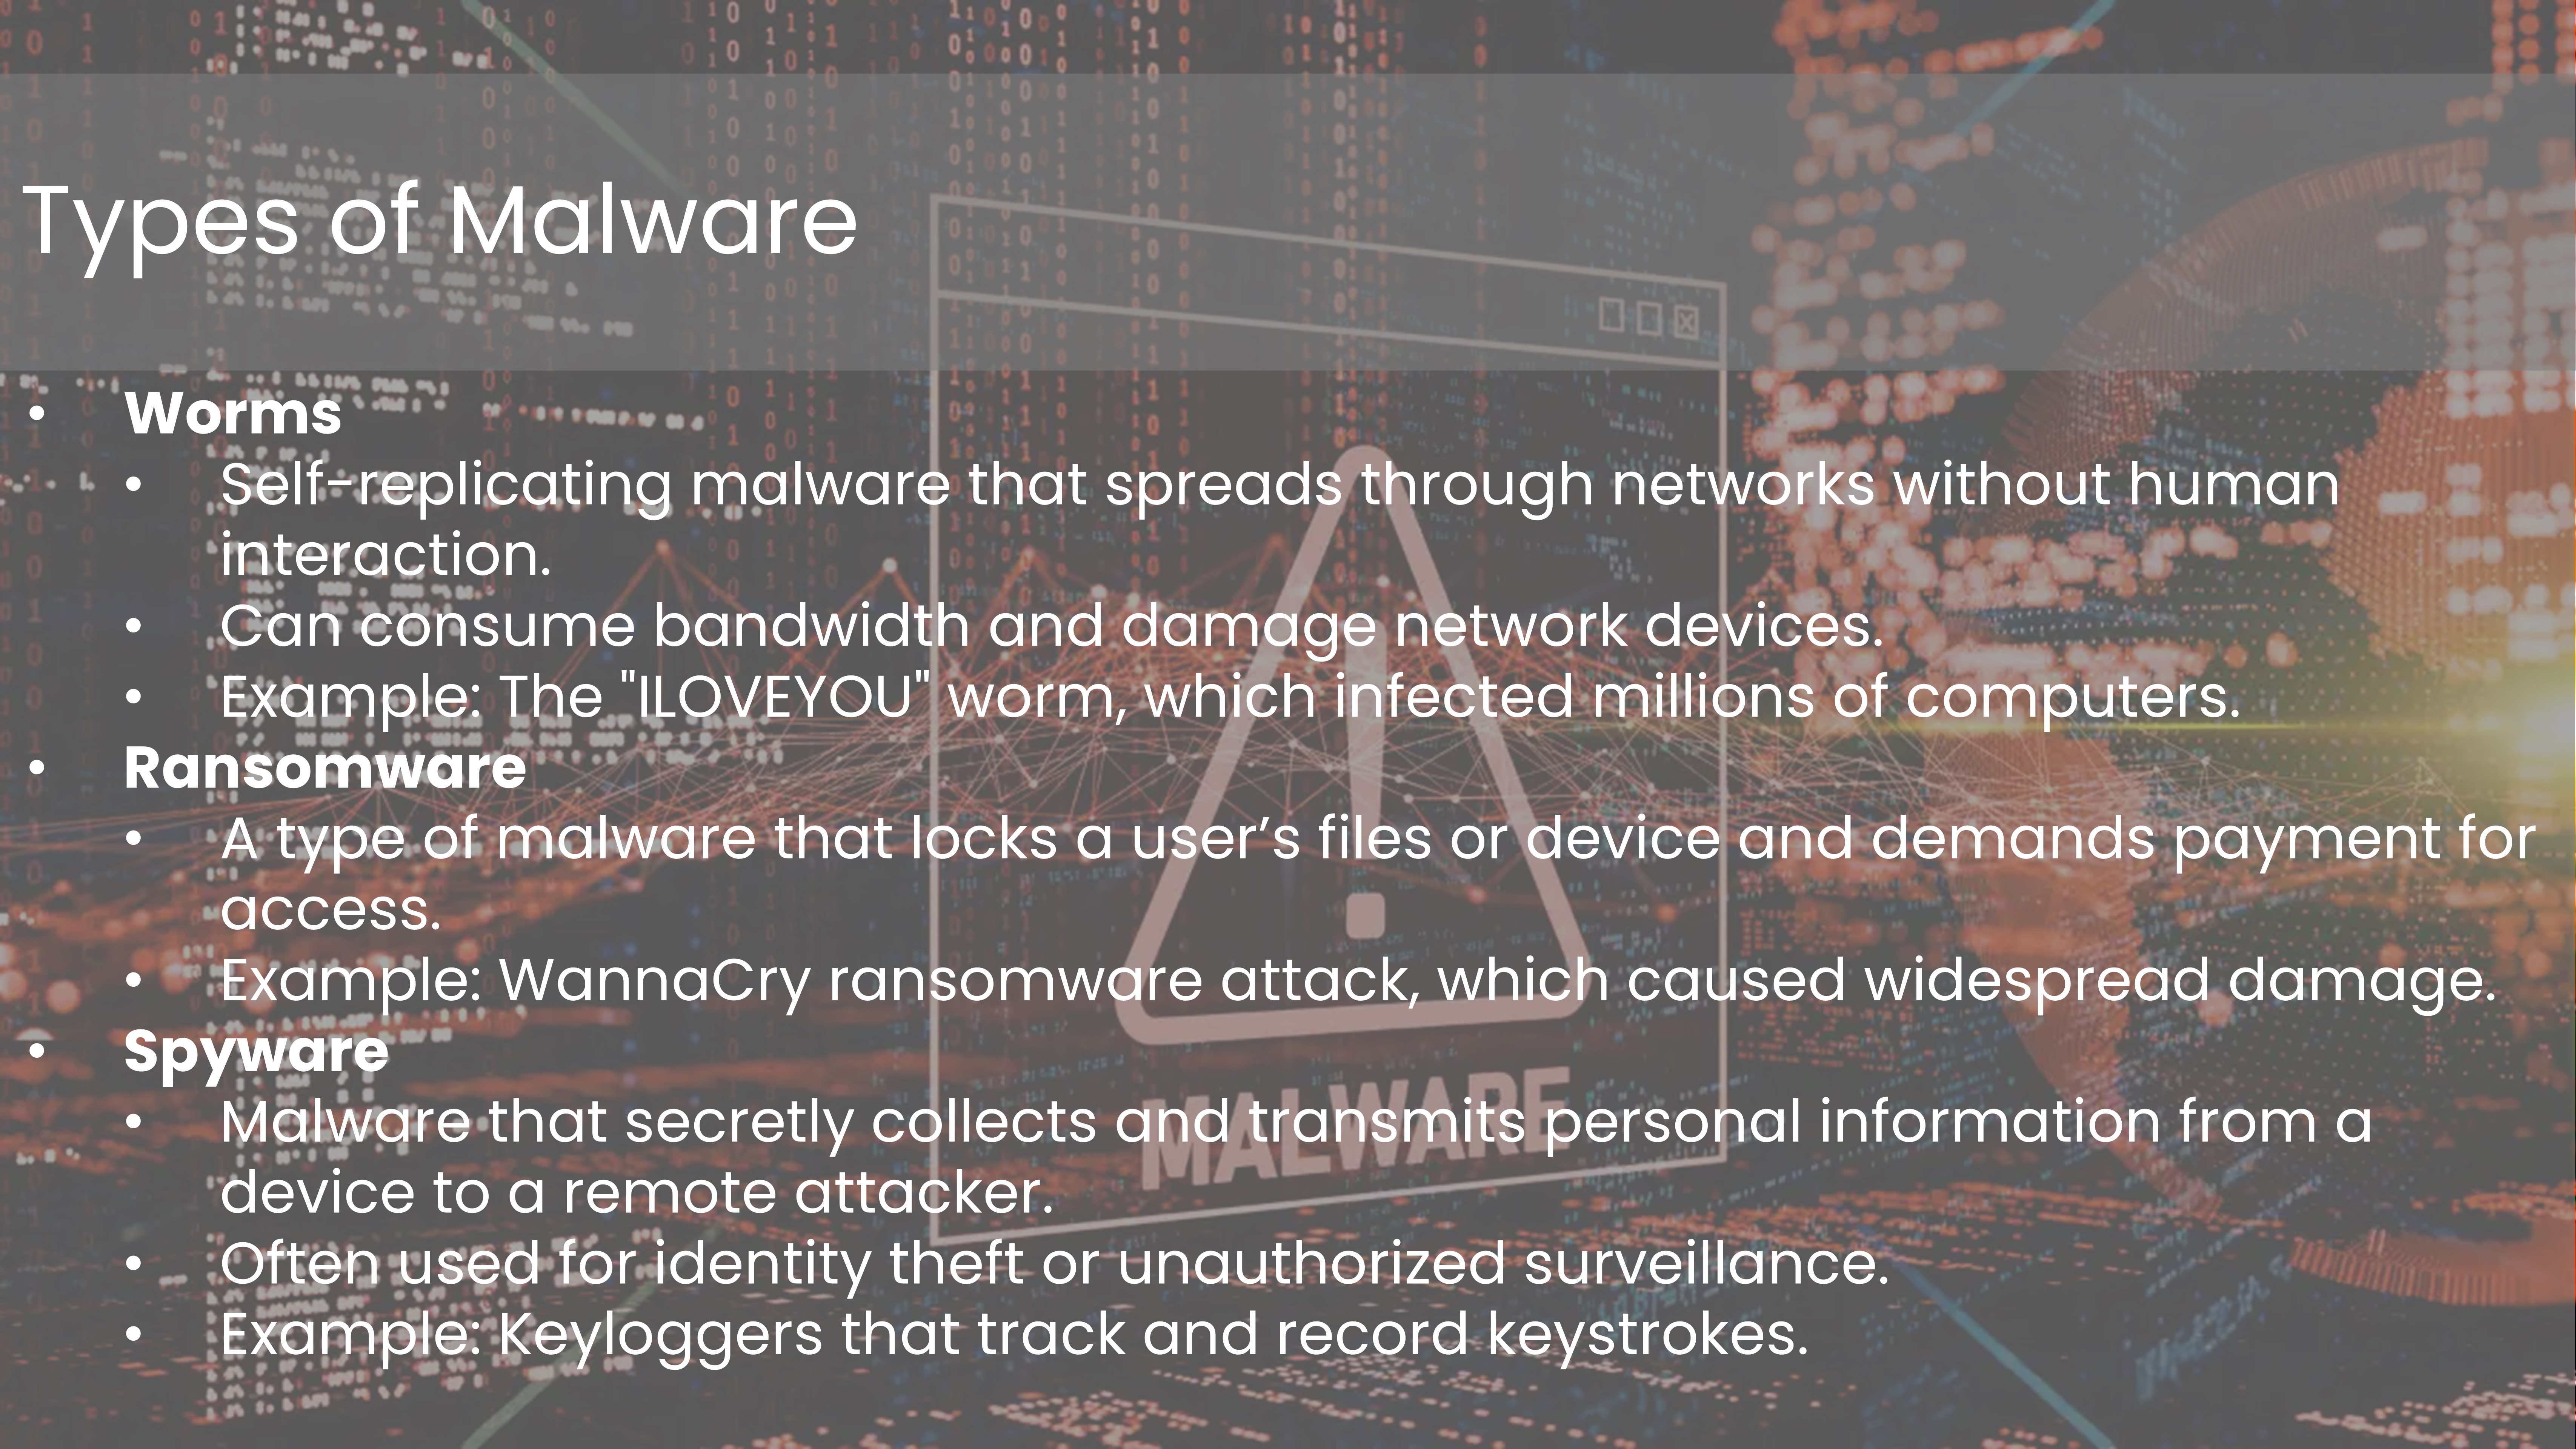 Types of Malware
• Worms
• Self-replicating malware that spreads through networks without human
interaction.
• Can consume bandwidth and damage network devices.
• Example: The "ILOVEYOU" worm, which infected millions of computers.
• Ransomware
• A type of malware that locks a user’s files or device and demands payment for
access.
• Example: WannaCry ransomware attack, which caused widespread damage.
• Spyware
• Malware that secretly collects and transmits personal information from a
device to a remote attacker.
• Often used for identity theft or unauthorized surveillance.
• Example: Keyloggers that track and record keystrokes.
MALWARE